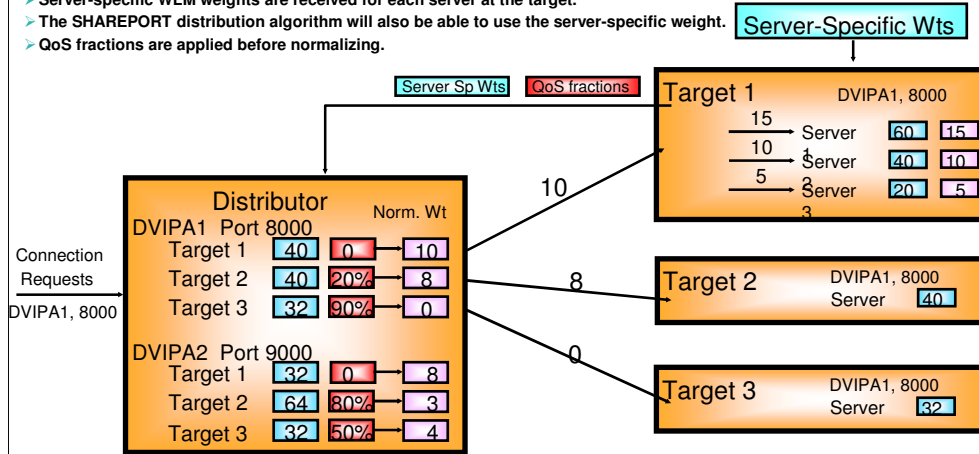 Server-specific WLM weights are received for each server at the target.
The SHAREPORT distribution algorithm will also be able to use the server-specific weight.
QoS fractions are applied before normalizing.
Server-Specific Wts
Server Sp Wts QoS fractions
Target 1 DVIPA1, 8000
15 Server 1 60 15
10 Server 2 40 10
5 Server 3 20 5
10
Distributor
Norm. Wt
DVIPA1 Port 8000
Target 1 40 0 10
Target 2 40 20% 8
Target 3 32 90% 0
Connection
Requests
DVIPA1, 8000
8
Target 2 DVIPA1, 8000
Server 40
0
DVIPA2 Port 9000
Target 1 32 0 8
Target 2 64 80% 3
Target 3 32 50% 4
Target 3 DVIPA1, 8000
Server 32